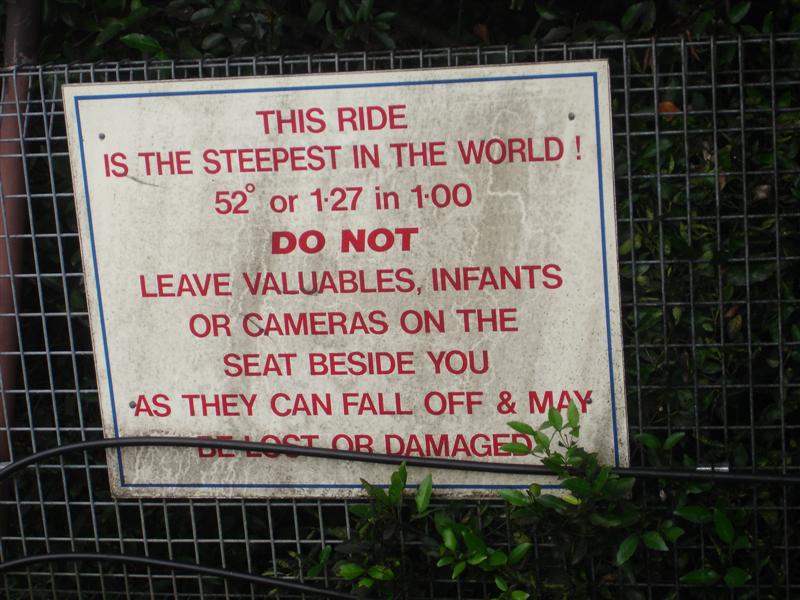 THIS RIDE
IS THE STEEPEST IN THE WORLD !
52° or 1·27 in 1·00
DO NOT
LEAVE VALUABLES, INFANTS
OR CAMERAS ON THE
SEAT BESIDE YOU
AS THEY CAN FALL OFF & MAY
BE LOST OR DAMAGED